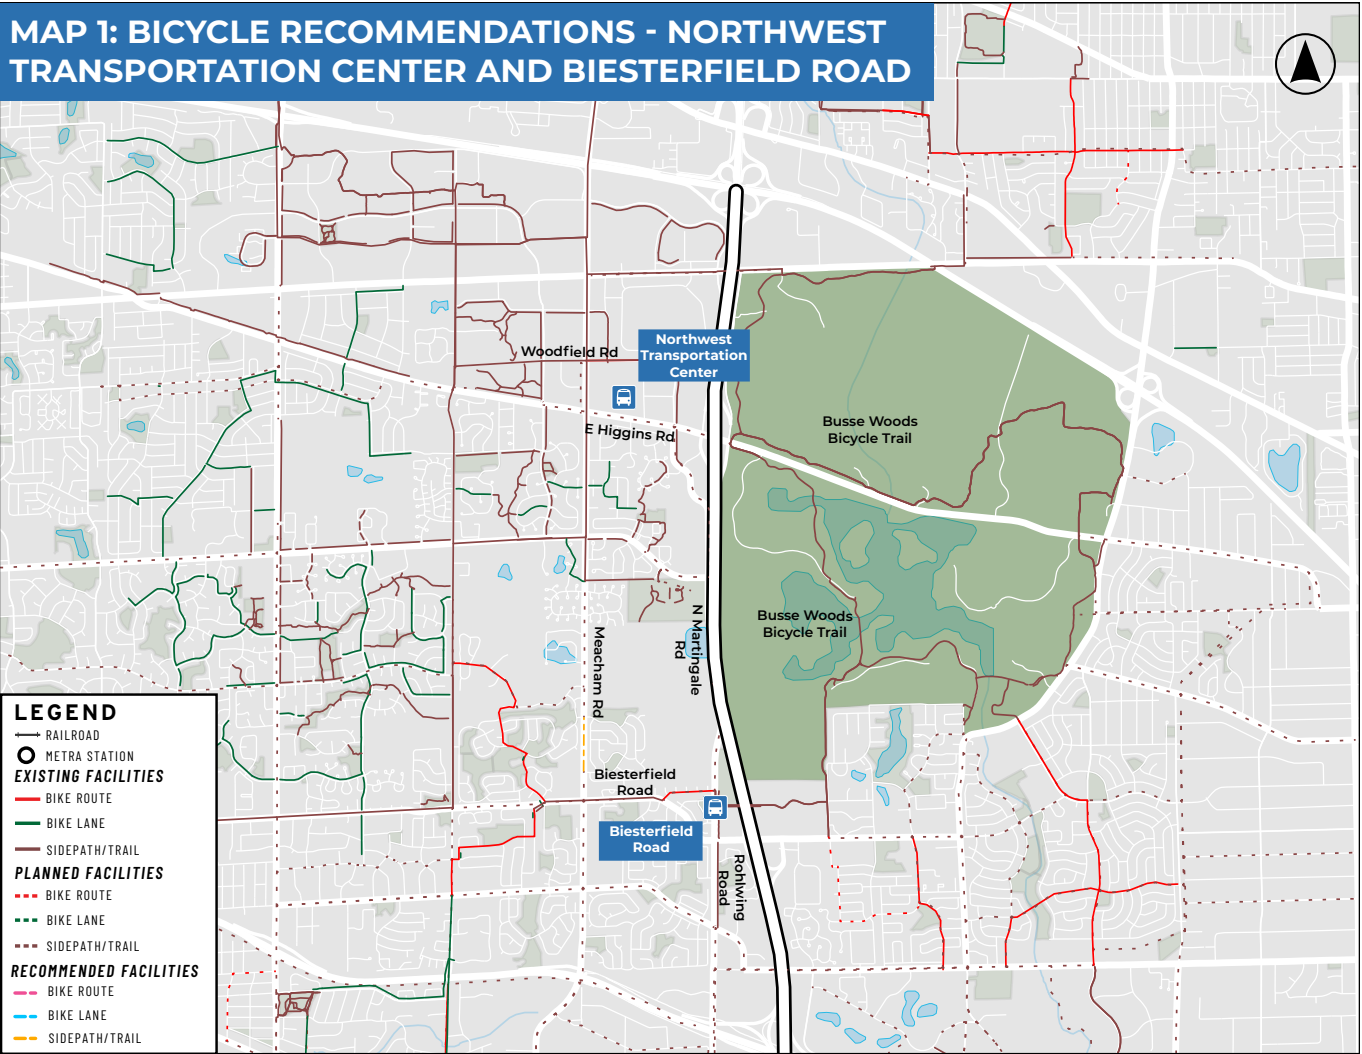 MAP 1: BICYCLE RECOMMENDATIONS - NORTHWEST
TRANSPORTATION CENTER AND BIESTERFIELD ROAD
Woodfield Rd
Northwest
Transportation
Center
E Higgins Rd
Busse Woods
Bicycle Trail
Busse Woods
Bicycle Trail
N Martingale
Rd
Meacham Rd
Biesterfield
Road
Biesterfield
Road
Rohlwing
Road
LEGEND
RAILROAD
METRA STATION
EXISTING FACILITIES
BIKE ROUTE
BIKE LANE
SIDEPATH/TRAIL
PLANNED FACILITIES
BIKE ROUTE
BIKE LANE
SIDEPATH/TRAIL
RECOMMENDED FACILITIES
BIKE ROUTE
BIKE LANE
SIDEPATH/TRAIL